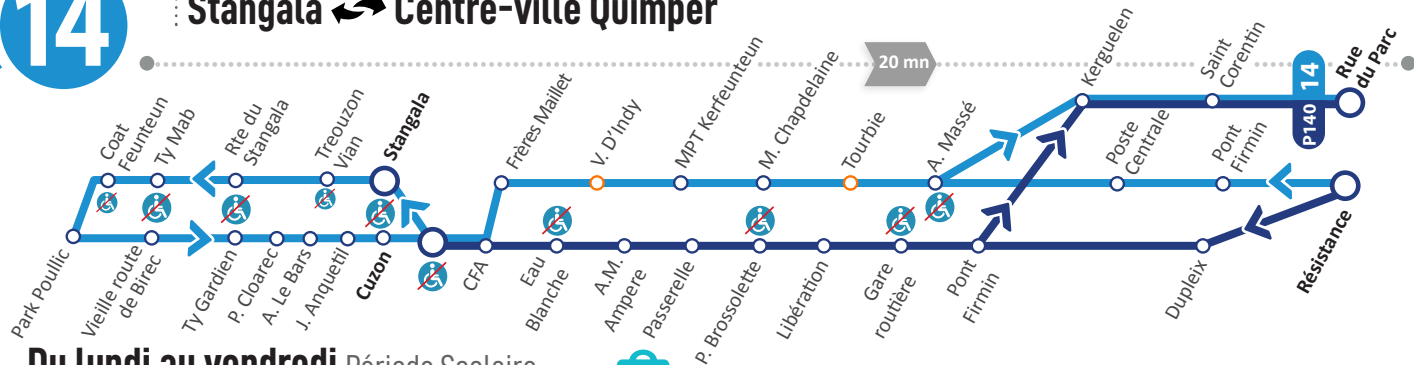 14
Stangala Centre-Ville Quimper
20 mn
Coat
Feunteun
Ty Mab
Rte du
Stangala
Treouzon
Vian
Stangala
Frères Maillet
V. D'Indy
MPT Kerfeunteun
M. Chapdelaine
Tourbie
A. Massé
Kerguelen
Saint
Corentin
14
P140
Rue
du Parc
Poste
Centrale
Pont
Firmin
Park Poullic
Vieille route
de Birec
Ty Gardien
P. Cloarec
A. Le Bars
J. Anquetil
Cuzon
CFA
Eau
Blanche
A.M.
Ampere
Passerelle
P. Brossolette
Libération
Gare
routière
Pont
Firmin
Dupleix
Résistance
Du lundi au vendredi Période Scolaire